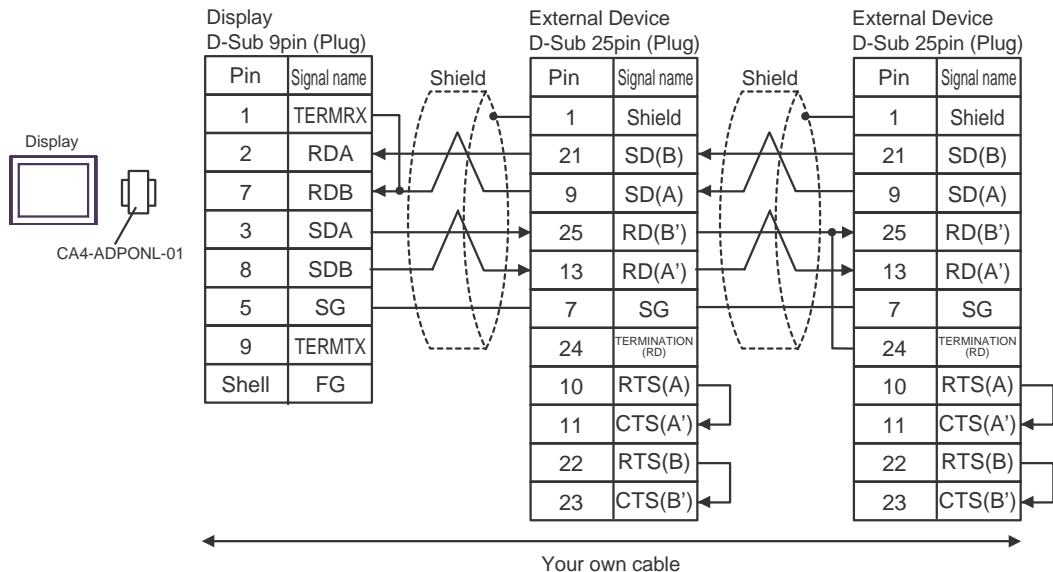 Display
D-Sub 9pin (Plug)
External Device
D-Sub 25pin (Plug)
External Device
D-Sub 25pin (Plug)
Display
CA4-ADPONL-01
Pin Signal name
1 TERMRX
2 RDA
7 RDB
3 SDA
8 SDB
5 SG
9 TERMTX
Shell FG
Shield
Pin Signal name
1 Shield
21 SD(B)
9 SD(A)
25 RD(B')
13 RD(A')
7 SG
24 TERMINATION
(RD)
10 RTS(A)
11 CTS(A')
22 RTS(B)
23 CTS(B')
Shield
Pin Signal name
1 Shield
21 SD(B)
9 SD(A)
25 RD(B')
13 RD(A')
7 SG
24 TERMINATION
(RD)
10 RTS(A)
11 CTS(A')
22 RTS(B)
23 CTS(B')
Your own cable